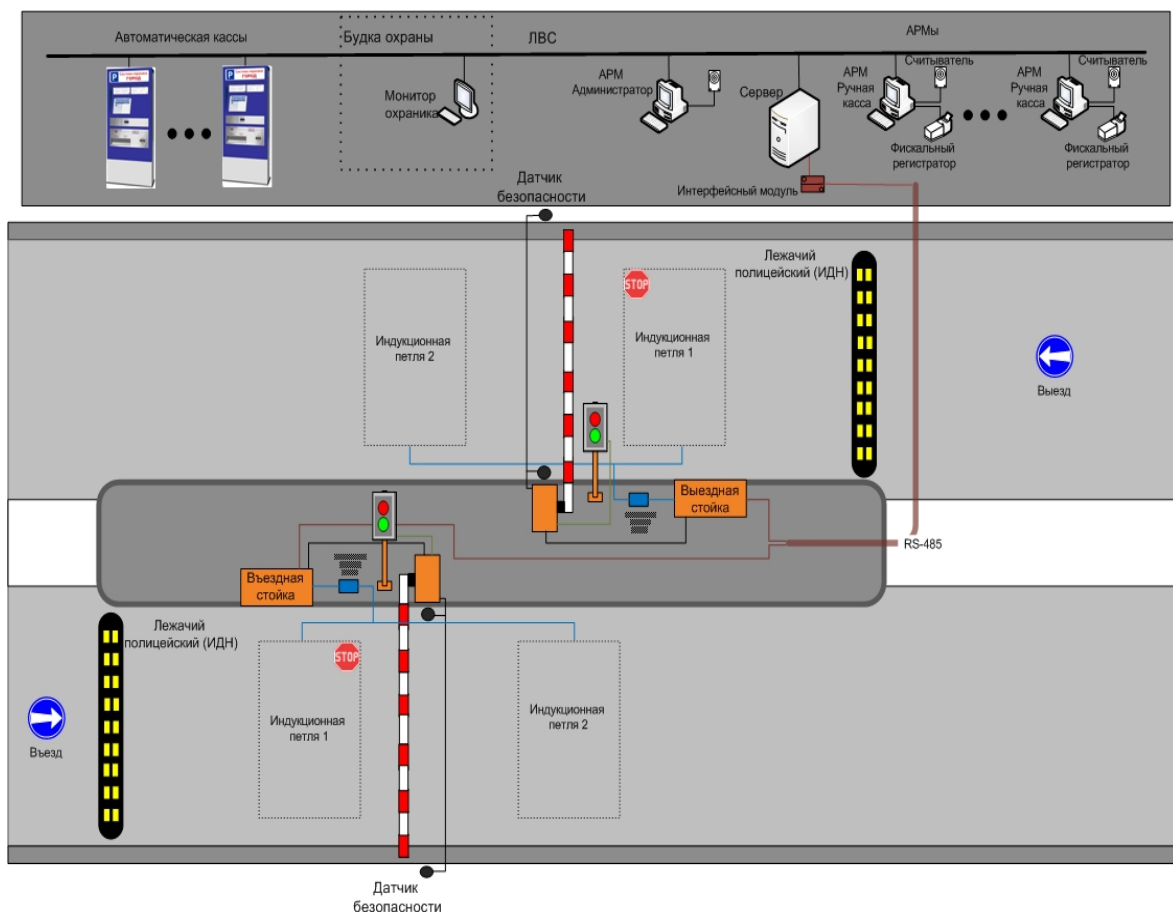 Автоматическая кассы
Будка охраны
ЛВС
АРМы
Монитор
охраника
АРМ
Администратор
Сервер
АРМ
Ручная
касса
Считыватель
Фискальный
регистратор
АРМ
Ручная
касса
Считыватель
Фискальный
регистратор
Интерфейсный модуль
Датчик
безопасности
Лежачий
полицейский (ИДН)
STOP
Индукционная
петля 2
Индукционная
петля 1
Выезд
Выездная
стойка
RS-485
Въездная
стойка
Лежачий
полицейский (ИДН)
STOP
Индукционная
петля 1
Индукционная
петля 2
Въезд
Датчик
безопасности